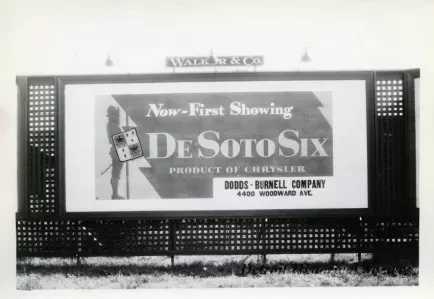 WALKER & CO.
Now-First Showing
DE SOTO SIX
PRODUCT OF CHRYSLER
DODDS-BURNELL COMPANY
4400 WOODWARD AVE.